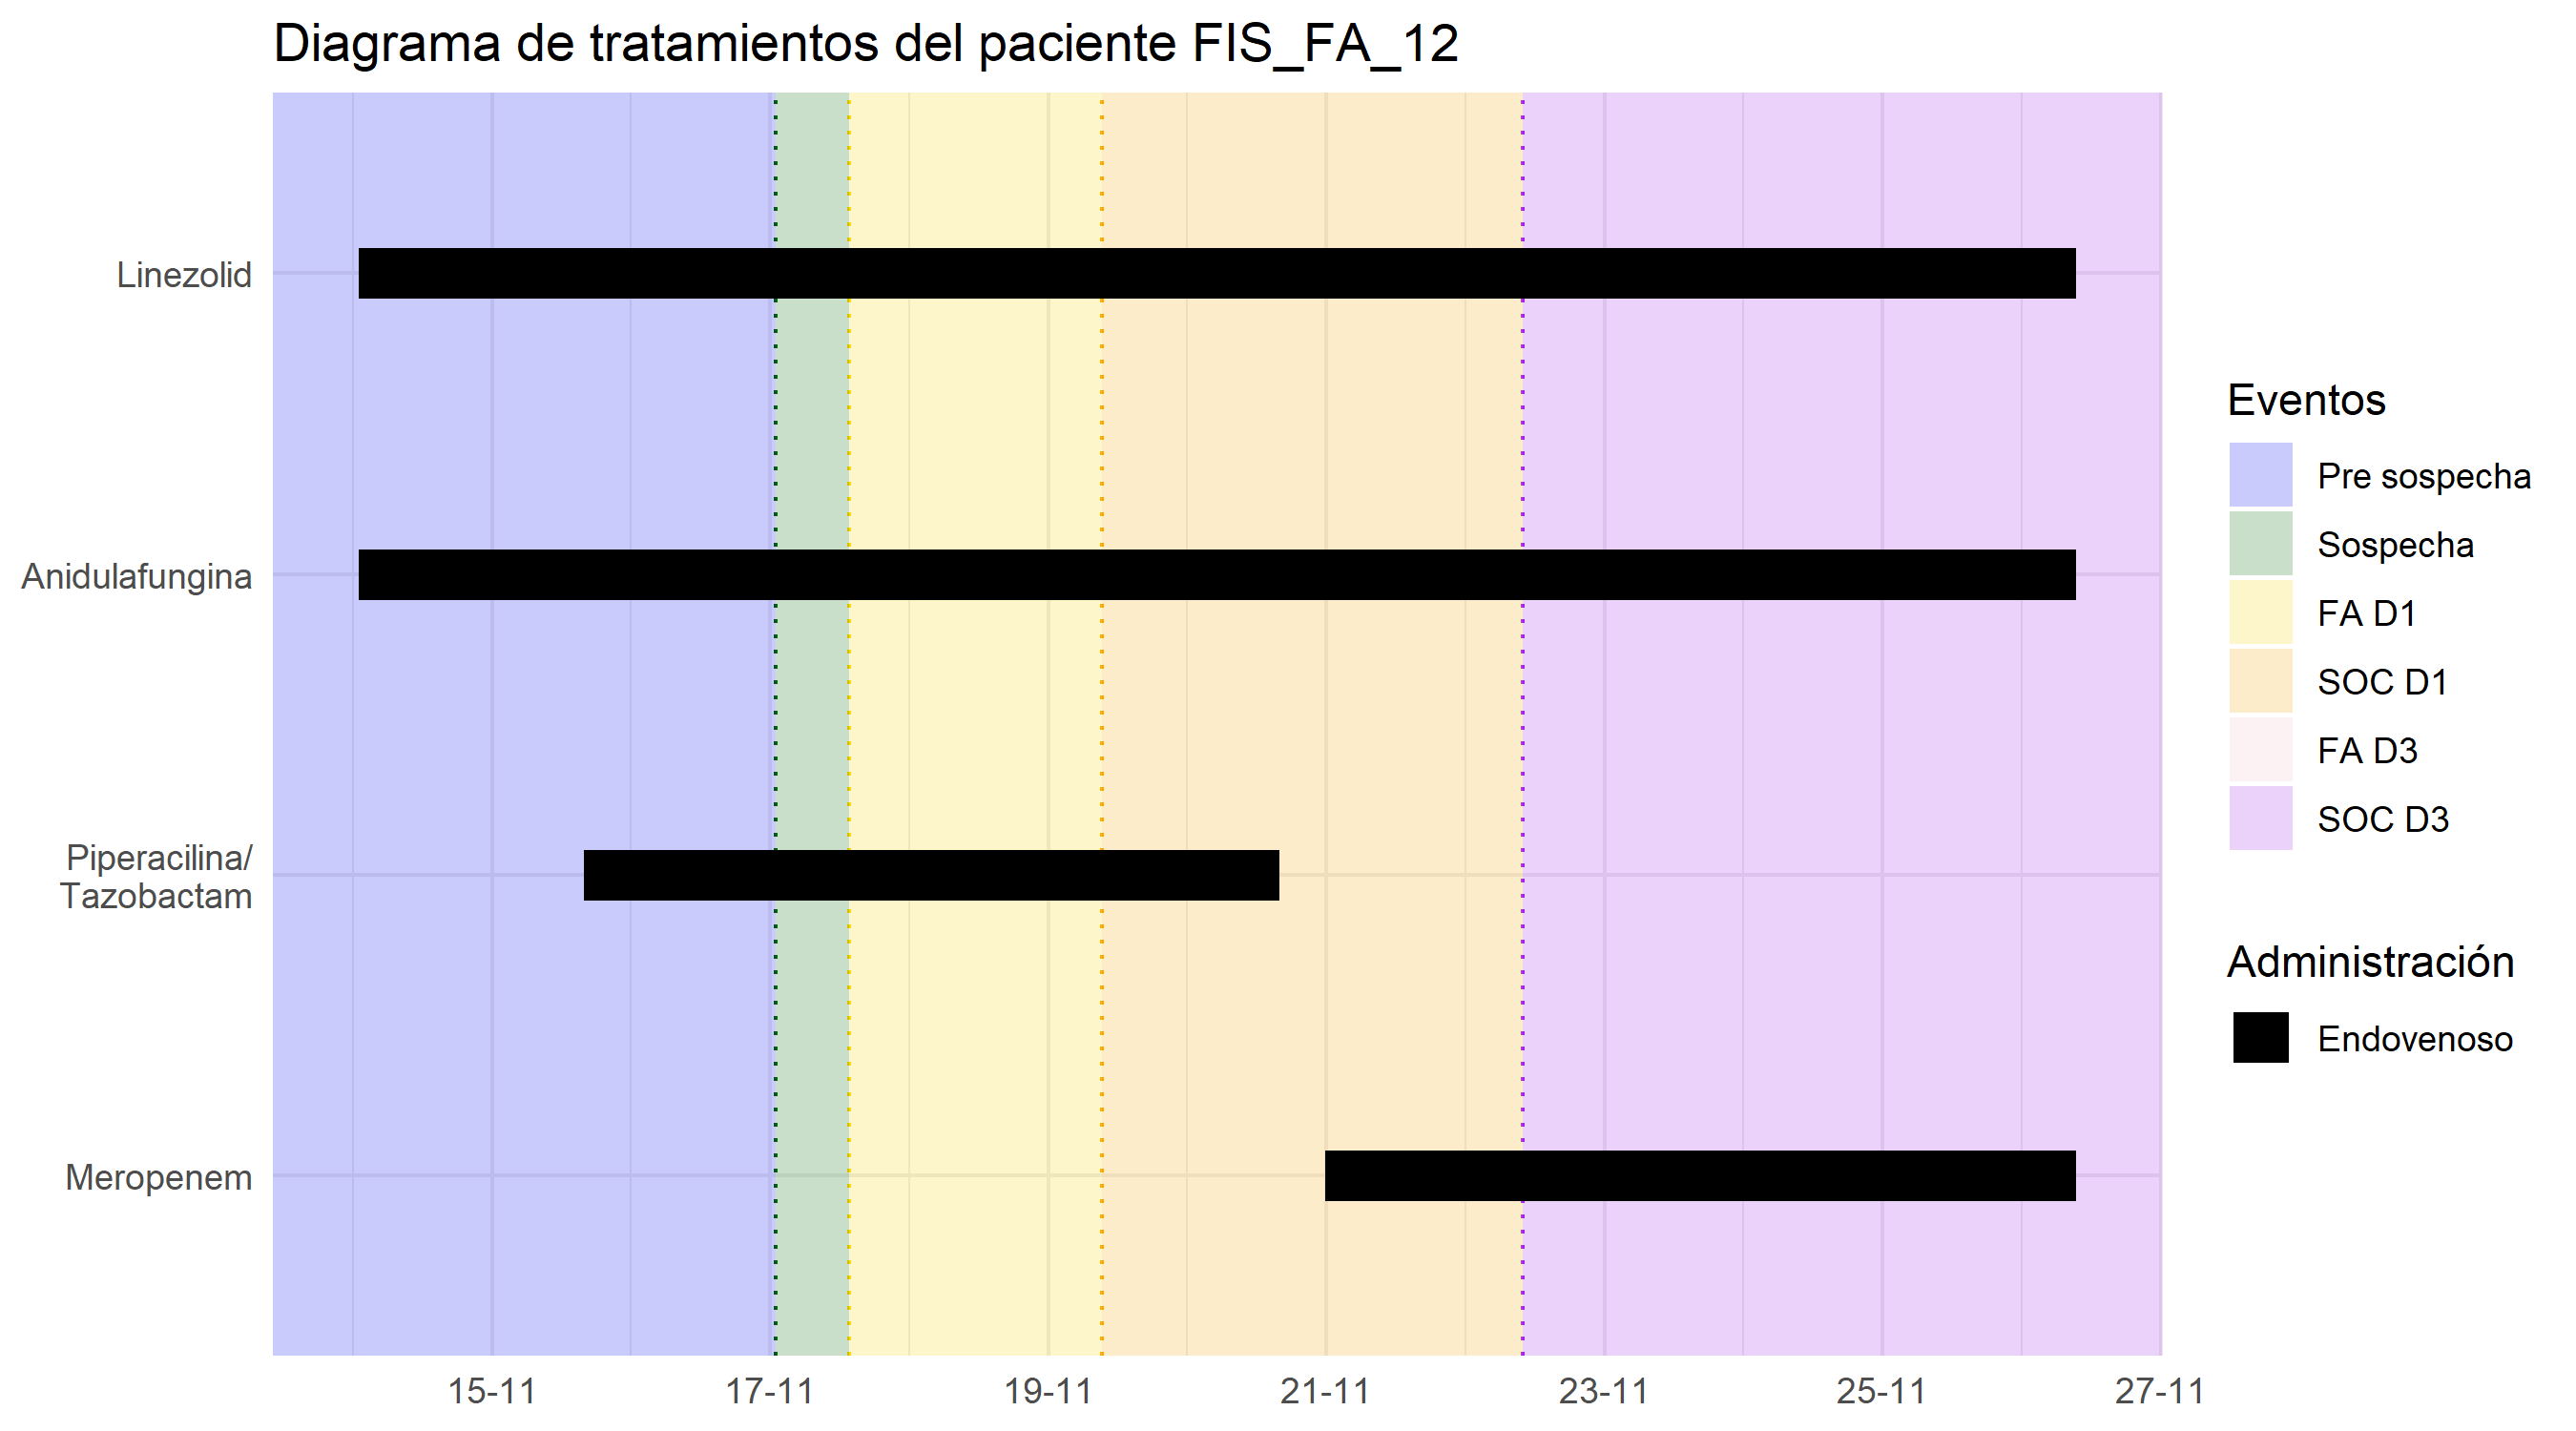 Diagrama de tratamientos del paciente FIS_FA_12
Linezolid
Anidulafungina
Piperacilina/
Tazobactam
Meropenem
15-11
17-11
19-11
21-11
23-11
25-11
27-11
Eventos
Pre sospecha
Sospecha
FA D1
SOC D1
FA D3
SOC D3
Administración
Endovenoso